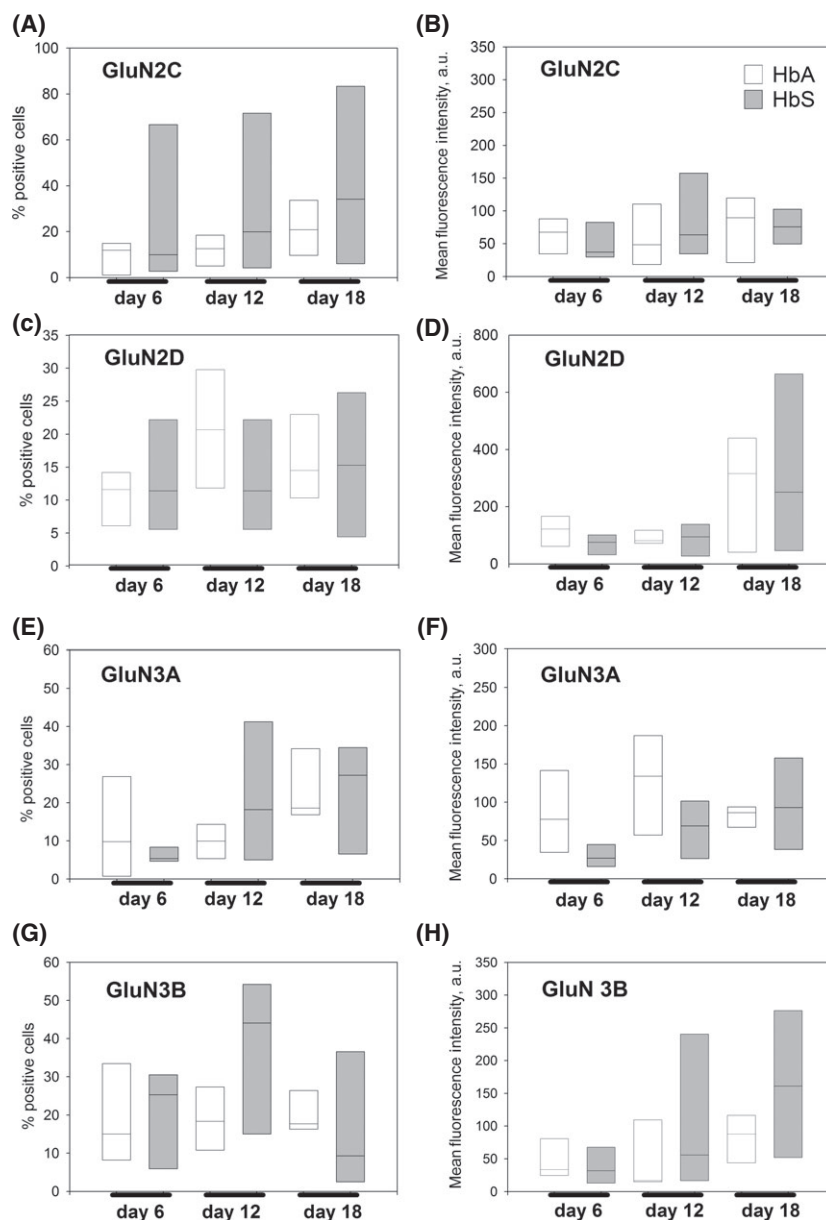 (A)
GluN2C
% positive cells
100
80
60
40
20
0
day 6 day 12 day 18
(B)
GluN2C
HbA
HbS
Mean fluorescence intensity, a.u.
350
300
250
200
150
100
50
0
day 6 day 12 day 18
(c)
GluN2D
% positive cells
35
30
25
20
15
10
5
0
day 6 day 12 day 18
(D)
GluN2D
Mean fluorescence intensity, a.u.
800
600
400
200
0
day 6 day 12 day 18
(E)
GluN3A
% positive cells
60
50
40
30
20
10
0
day 6 day 12 day 18
(F)
GluN3A
Mean fluorescence intensity, a.u.
300
250
200
150
100
50
0
day 6 day 12 day 18
(G)
GluN3B
% positive cells
60
50
40
30
20
10
0
day 6 day 12 day 18
(H)
GluN 3B
Mean fluorescence intensity, a.u.
350
300
250
200
150
100
50
0
day 6 day 12 day 18